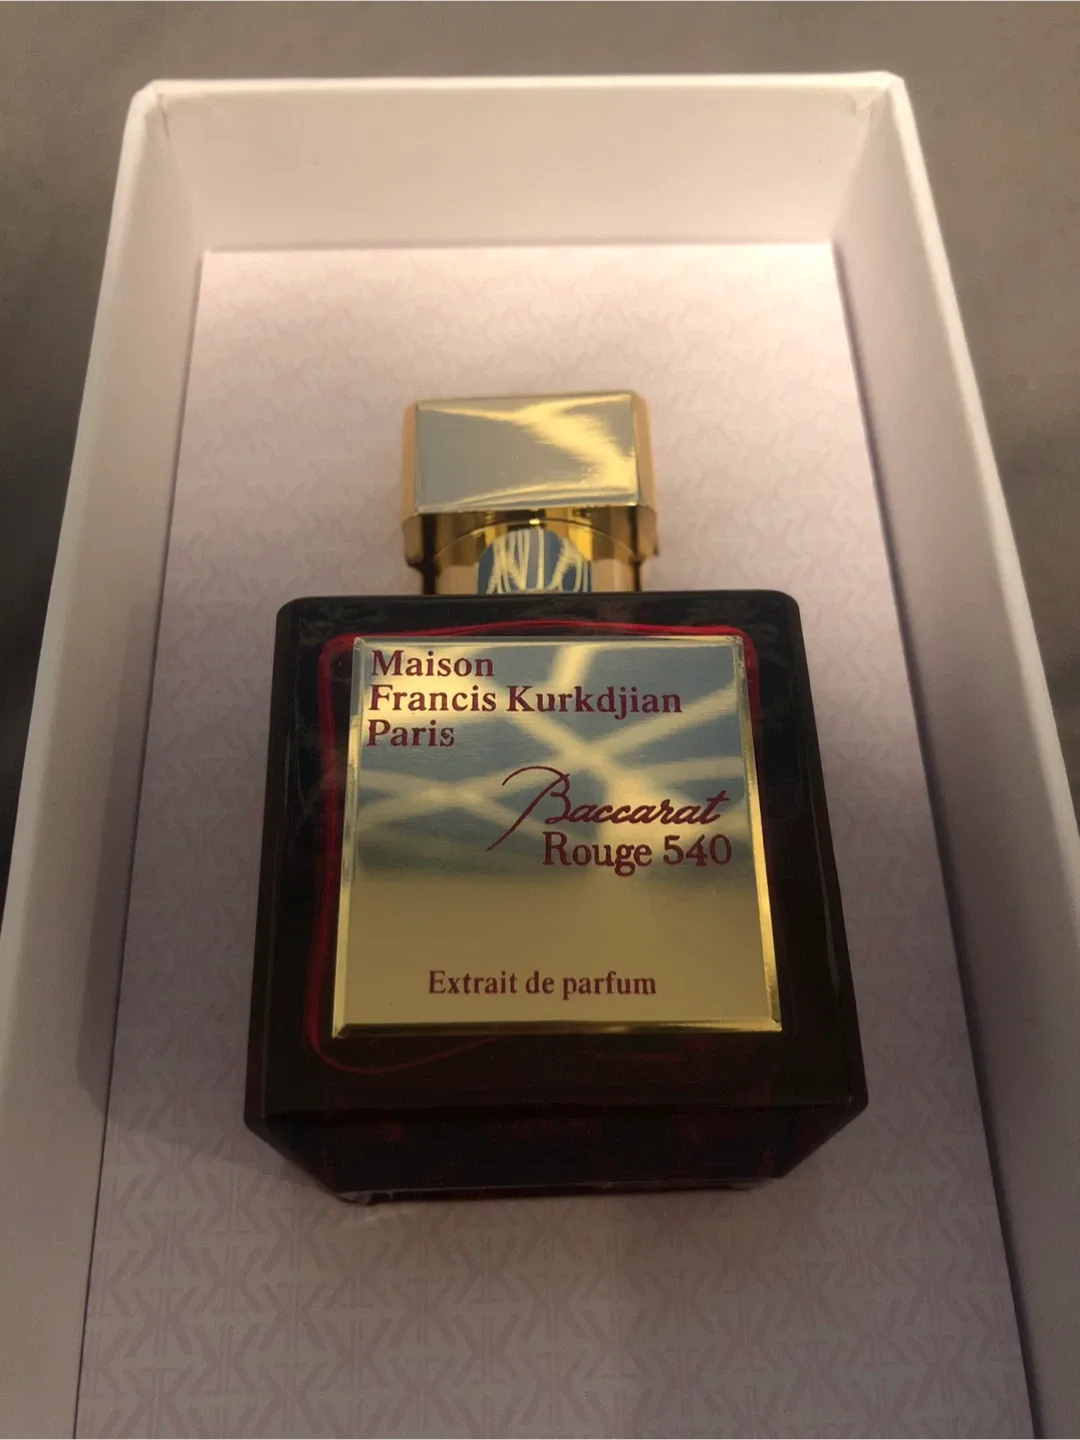 Maison
Francis Kurkdjian
Paris
Baccarat
Rouge 540
Extrait de parfum